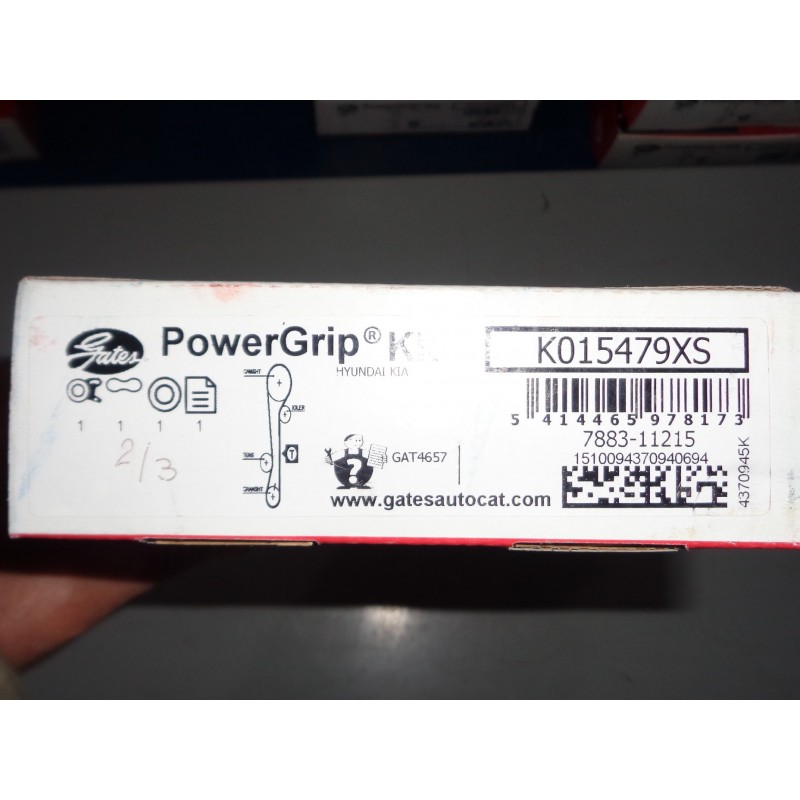 Gates
PowerGrip®
K015479XS
HYUNDAI KIA
5 414465 978173
1 1 1 1
IDLER
7883-11215
2/3
T
GAT4657
1510094370940694
4370945K
www.gatesautocat.com